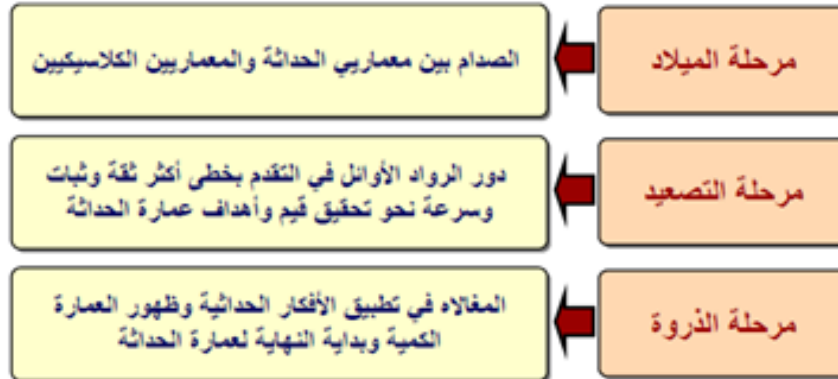 مرحلة الميلاد
الصدام بين معماريي الحداثة والمعماريين الكلاسيكيين
مرحلة التصعيد
دور الرواد الأوائل في التقدم بخطى أكثر ثقة وثبات
وسرعة نحو تحقيق قيم وأهداف عمارة الحداثة
مرحلة الذروة
المغالاه في تطبيق الأفكار الحداثية وظهور العمارة
الكمية وبداية النهاية لعمارة الحداثة